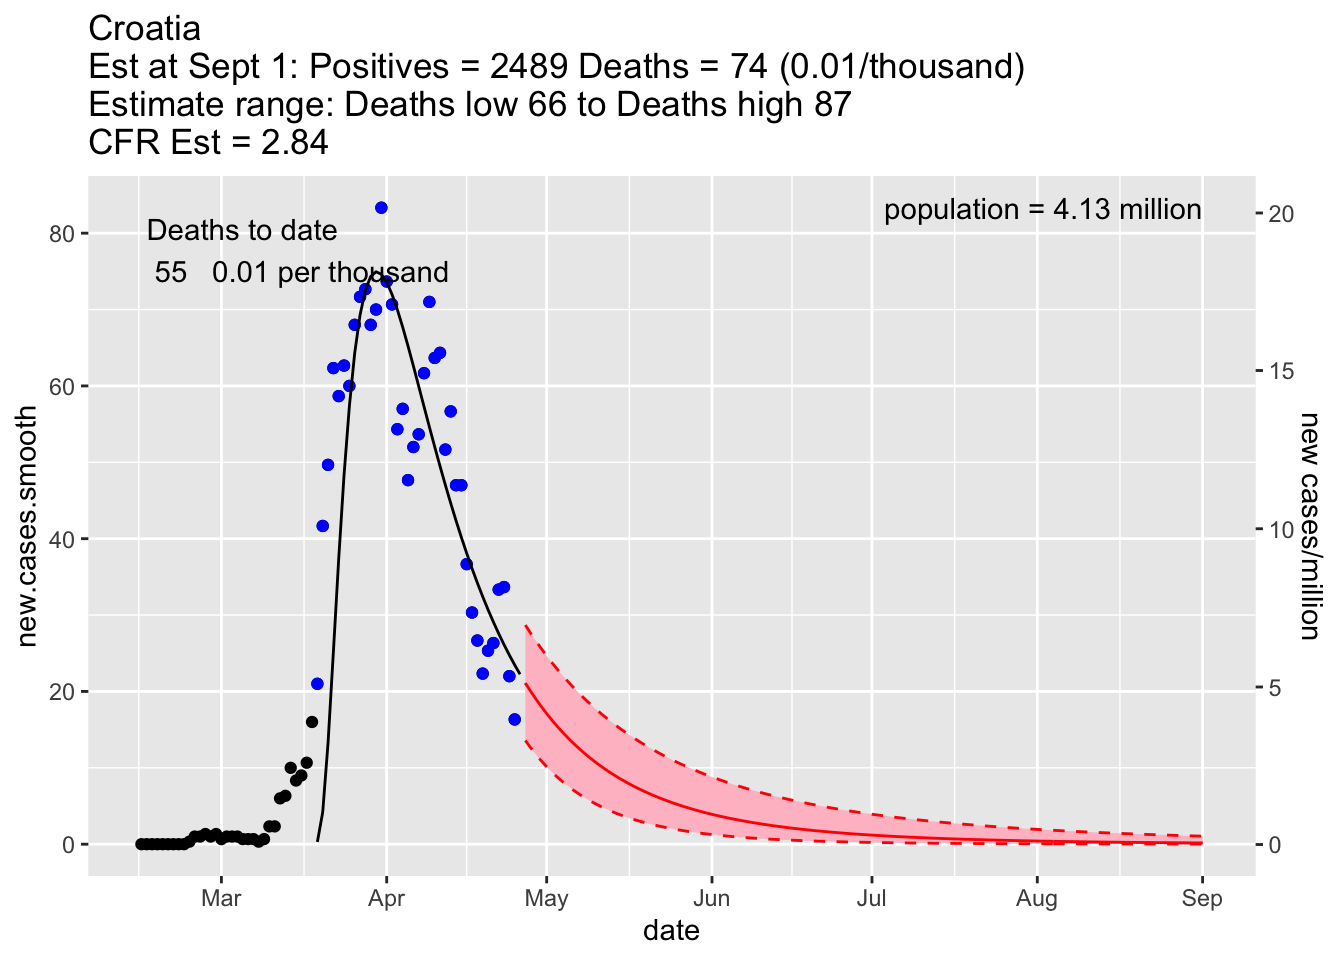 Croatia
Est at Sept 1: Positives = 2489 Deaths = 74 (0.01/thousand)
Estimate range: Deaths low 66 to Deaths high 87
CFR Est = 2.84
Deaths to date
55 0.01 per thousand
population = 4.13 million
80
60
40
20
0
new.cases.smooth
20
15
10
5
0
new cases/million
Mar Apr May Jun Jul Aug Sep
date